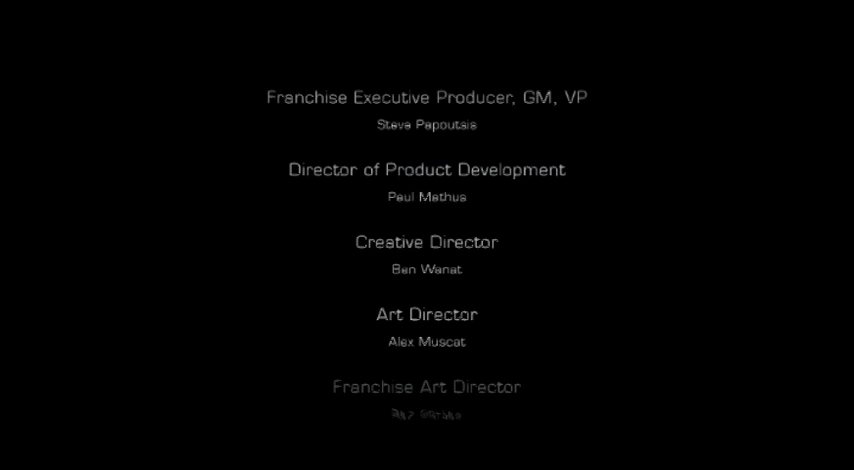 Franchise Executive Producer, GM, VP
Steve Papoutsis
Director of Product Development
Paul Mathus
Creative Director
Ben Wanat
Art Director
Alex Muscat
Franchise Art Director